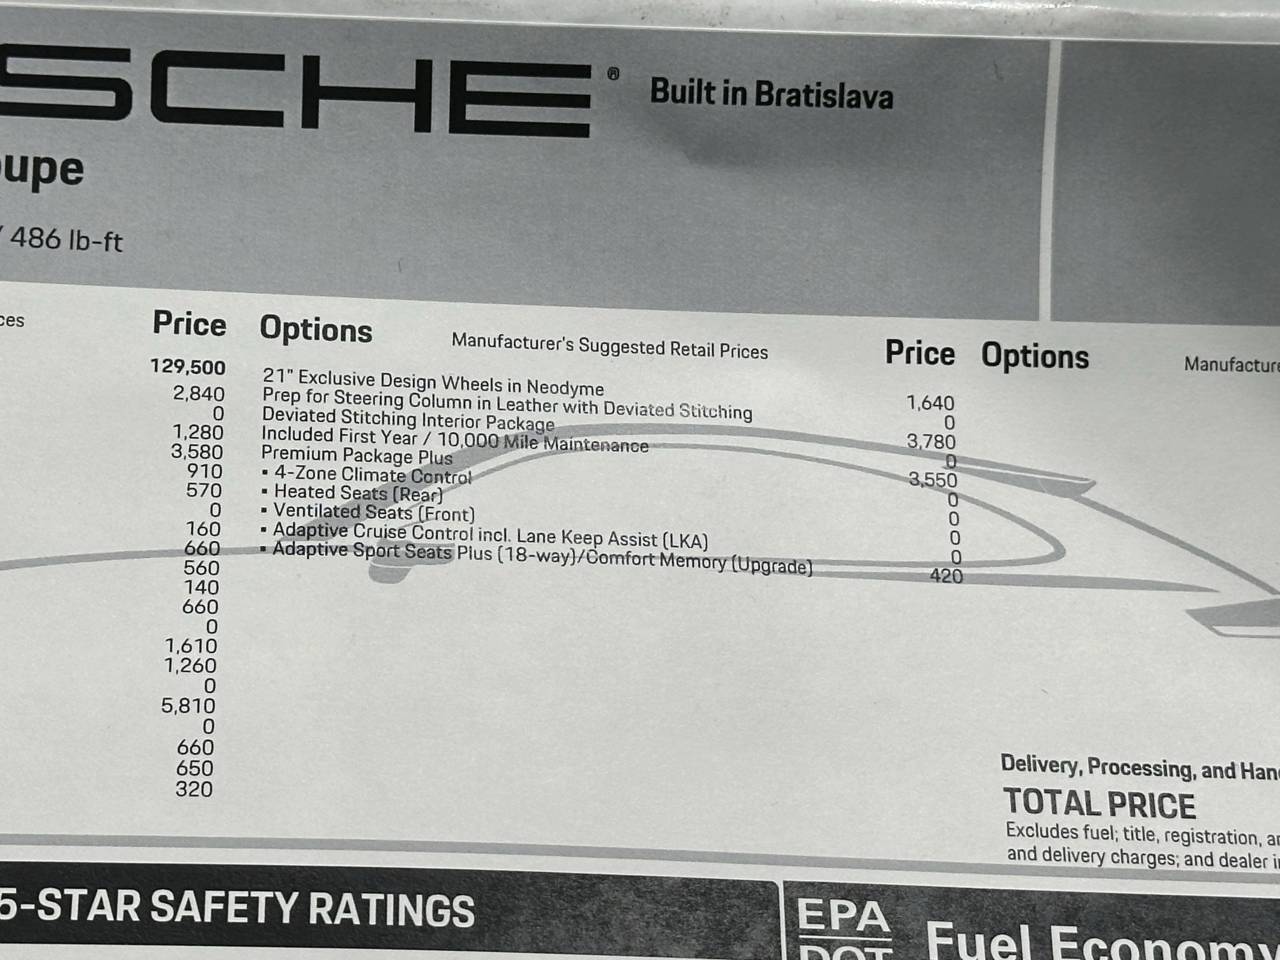 SCHE® Built in Bratislava
oupe
/ 486 lb-ft
ces Price Options Manufacturer's Suggested Retail Prices Price Options Manufacture
129,500 21" Exclusive Design Wheels in Neodyme 1,640
2,840 Prep for Steering Column in Leather with Deviated Stitching 0
0 Deviated Stitching Interior Package 3,780
1,280 Included First Year / 10,000 Mile Maintenance 0
3,580 Premium Package Plus 3,550
910 ▪ 4-Zone Climate Control 0
570 ▪ Heated Seats (Rear) 0
0 ▪ Ventilated Seats (Front) 0
160 ▪ Adaptive Cruise Control incl. Lane Keep Assist (LKA) 0
660 ▪ Adaptive Sport Seats Plus (18-way)/Comfort Memory (Upgrade) 420
560
140
660
0
1,610
1,260
0
5,810
0
660
650
320
Delivery, Processing, and Han
TOTAL PRICE
Excludes fuel; title, registration, a
and delivery charges; and dealer i
5-STAR SAFETY RATINGS
EPA
DOT
Fuel Economy